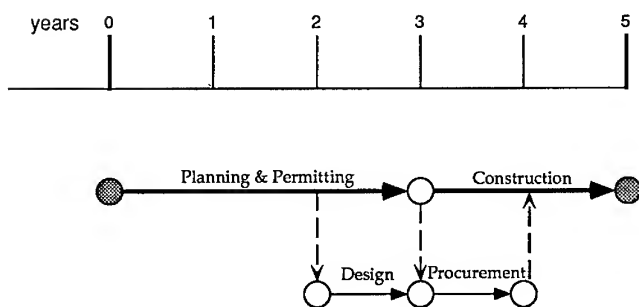 years 0 1 2 3 4 5
Planning & Permitting Construction
Design Procurement